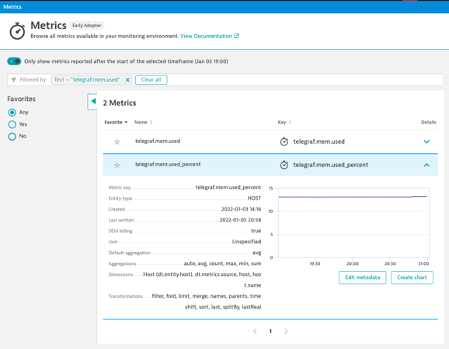 Metrics
Metrics Early Adopter
Browse all metrics available in your monitoring environment. View Documentation
Only show metrics reported after the start of the selected timeframe (Jan 05 19:00)
Filtered by: Text ~ "telegraf.mem.used" × Clear all
Favorites
Any
Yes
No
2 Metrics
Favorite Name Key Details
telegraf.mem.used telegraf.mem.used
telegraf.mem.used_percent telegraf.mem.used_percent
Metric key telegraf.mem.used_percent
Entity type HOST
Created 2022-01-03 14:16
Last written 2022-01-05 20:58
DDU billing true
Unit Unspecified
Default aggregation avg
Aggregations auto, avg, count, max, min, sum
Dimensions Host (dt.entity.host), dt.metrics.source, host, hos
t.name
Transformations filter, fold, limit, merge, names, parents, time
shift, sort, last, splitBy, lastReal
15
10
5
0
19:30 20:00 20:30 21:00
Edit metadata Create chart
< 1 >